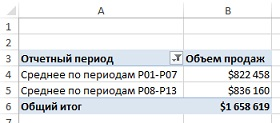 A B
1
2
3 Отчетный период Объем продаж
4 Среднее по периодам P01-P07 $822 458
5 Среднее по периодам P08-P13 $836 160
6 Общий итог $1 658 619